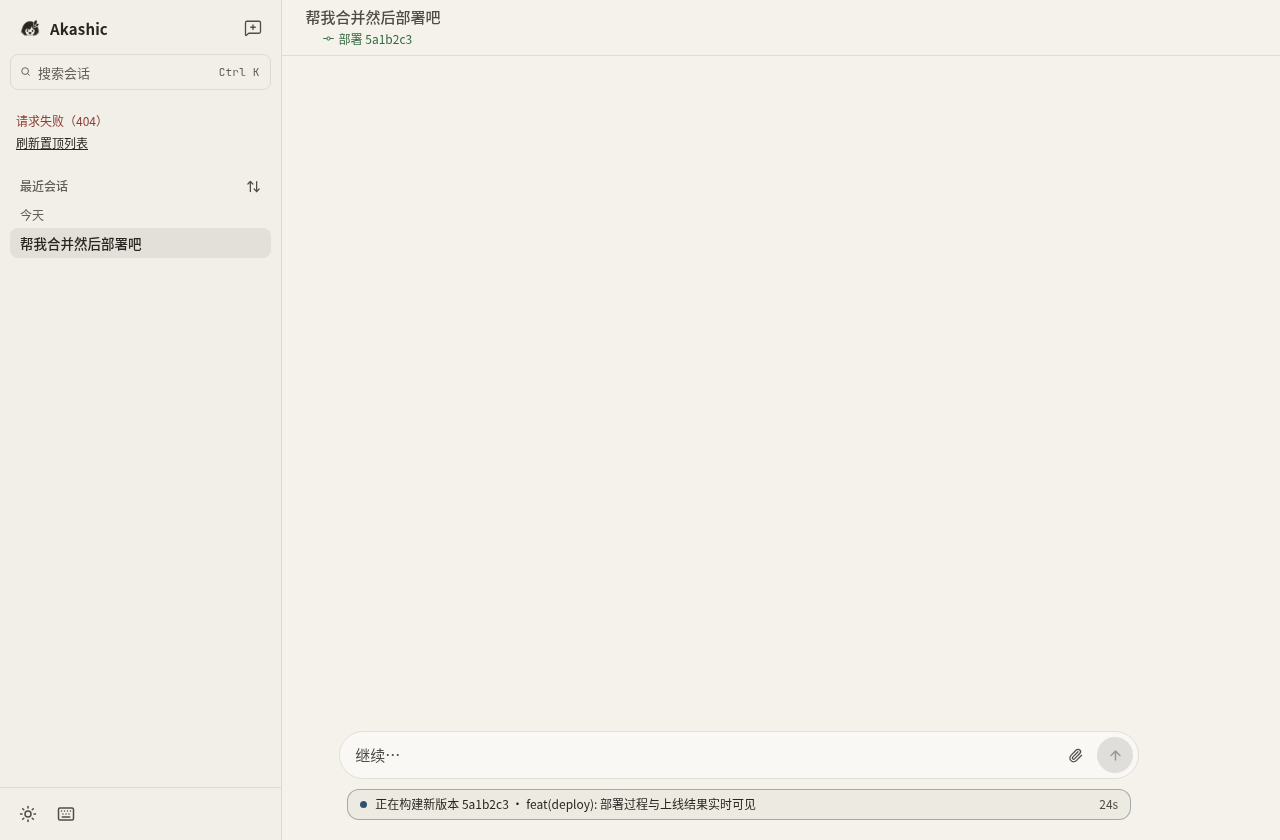 Akashic
搜索会话 Ctrl K
请求失败（404）
刷新置顶列表
最近会话
今天
帮我合并然后部署吧
帮我合并然后部署吧
部署 5a1b2c3
继续…
正在构建新版本 5a1b2c3 · feat(deploy): 部署过程与上线结果实时可见 24s